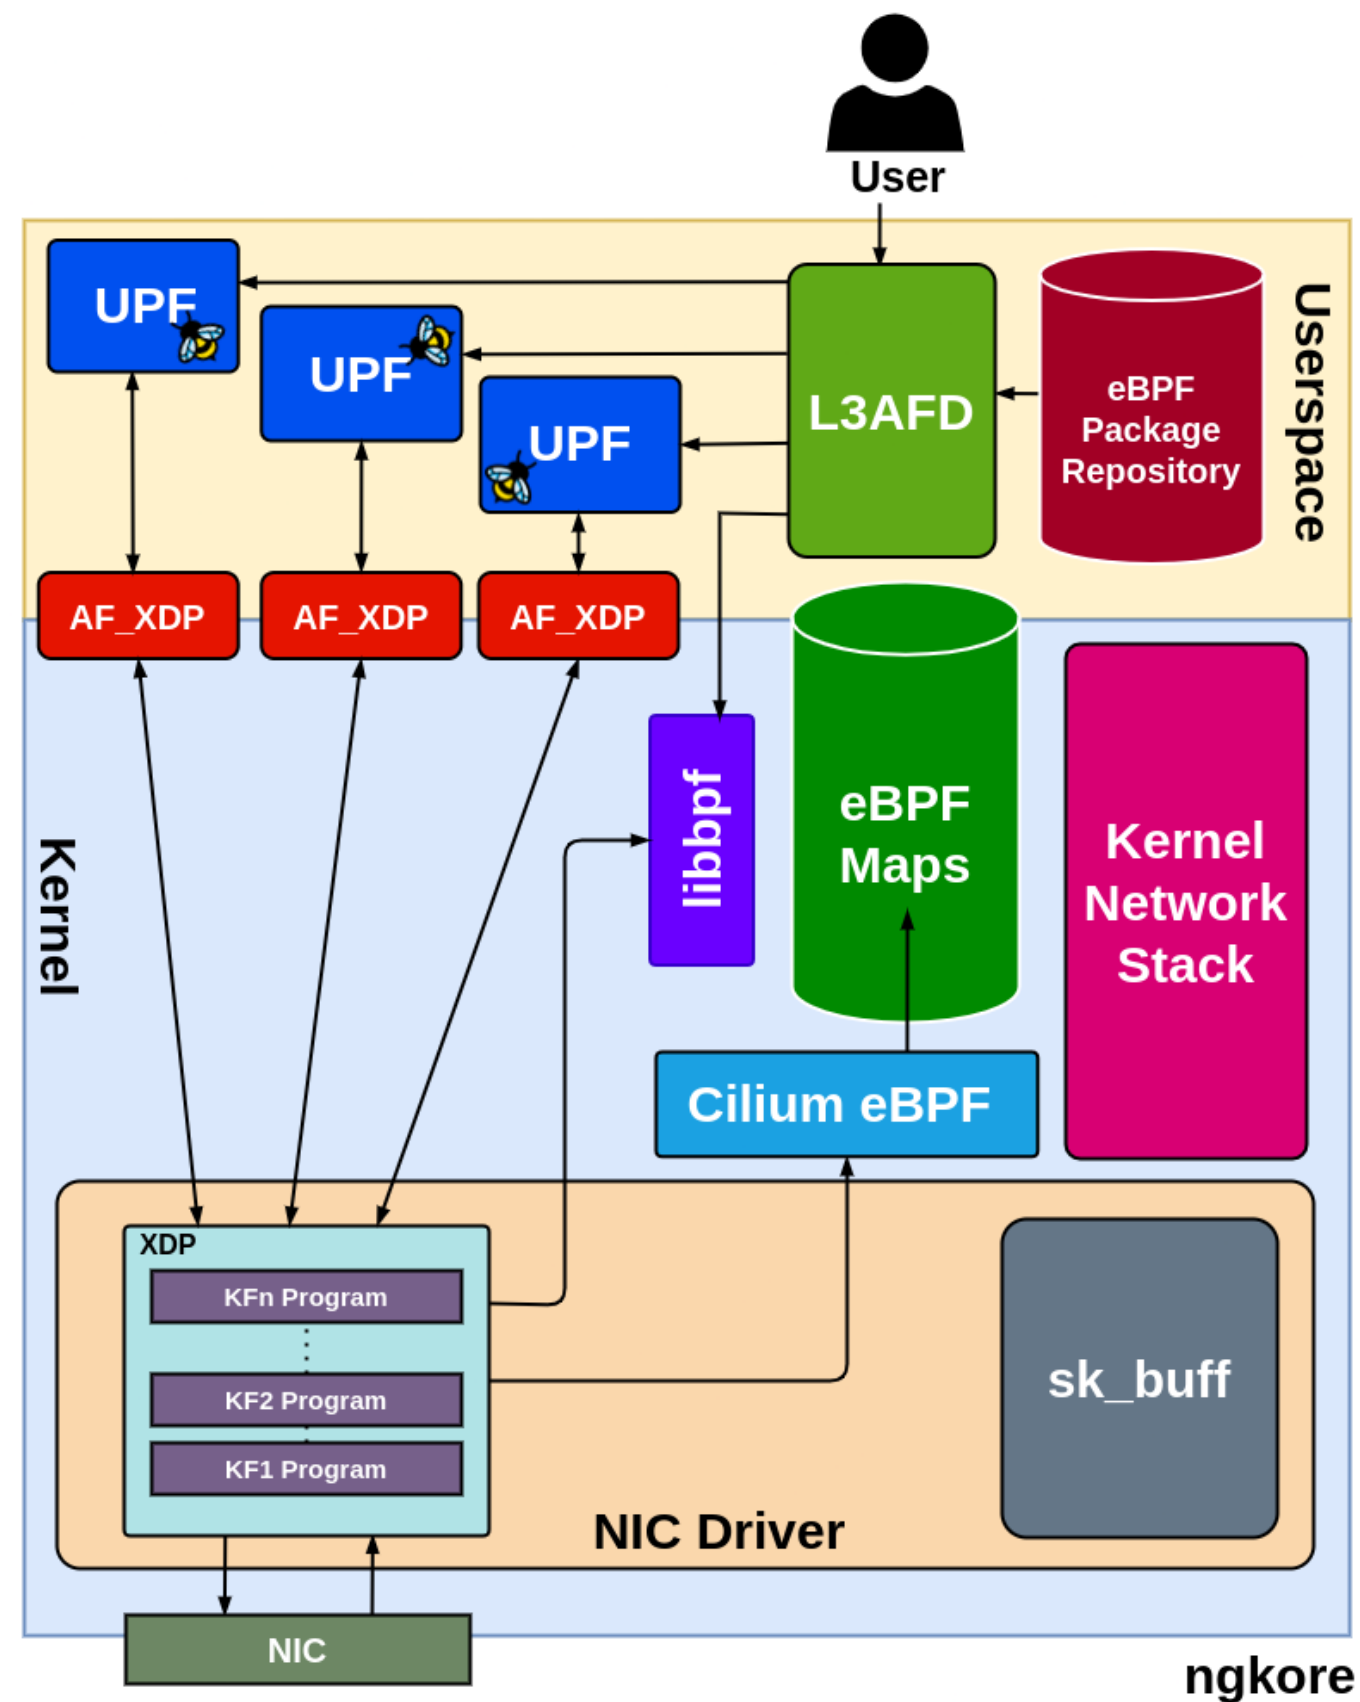 User
UPF
UPF
UPF
L3AFD
eBPF
Package
Repository
Userspace
AF_XDP
AF_XDP
AF_XDP
Kernel
libbpf
eBPF
Maps
Kernel
Network
Stack
Cilium eBPF
XDP
KFn Program
KF2 Program
KF1 Program
sk_buff
NIC Driver
NIC
ngkore